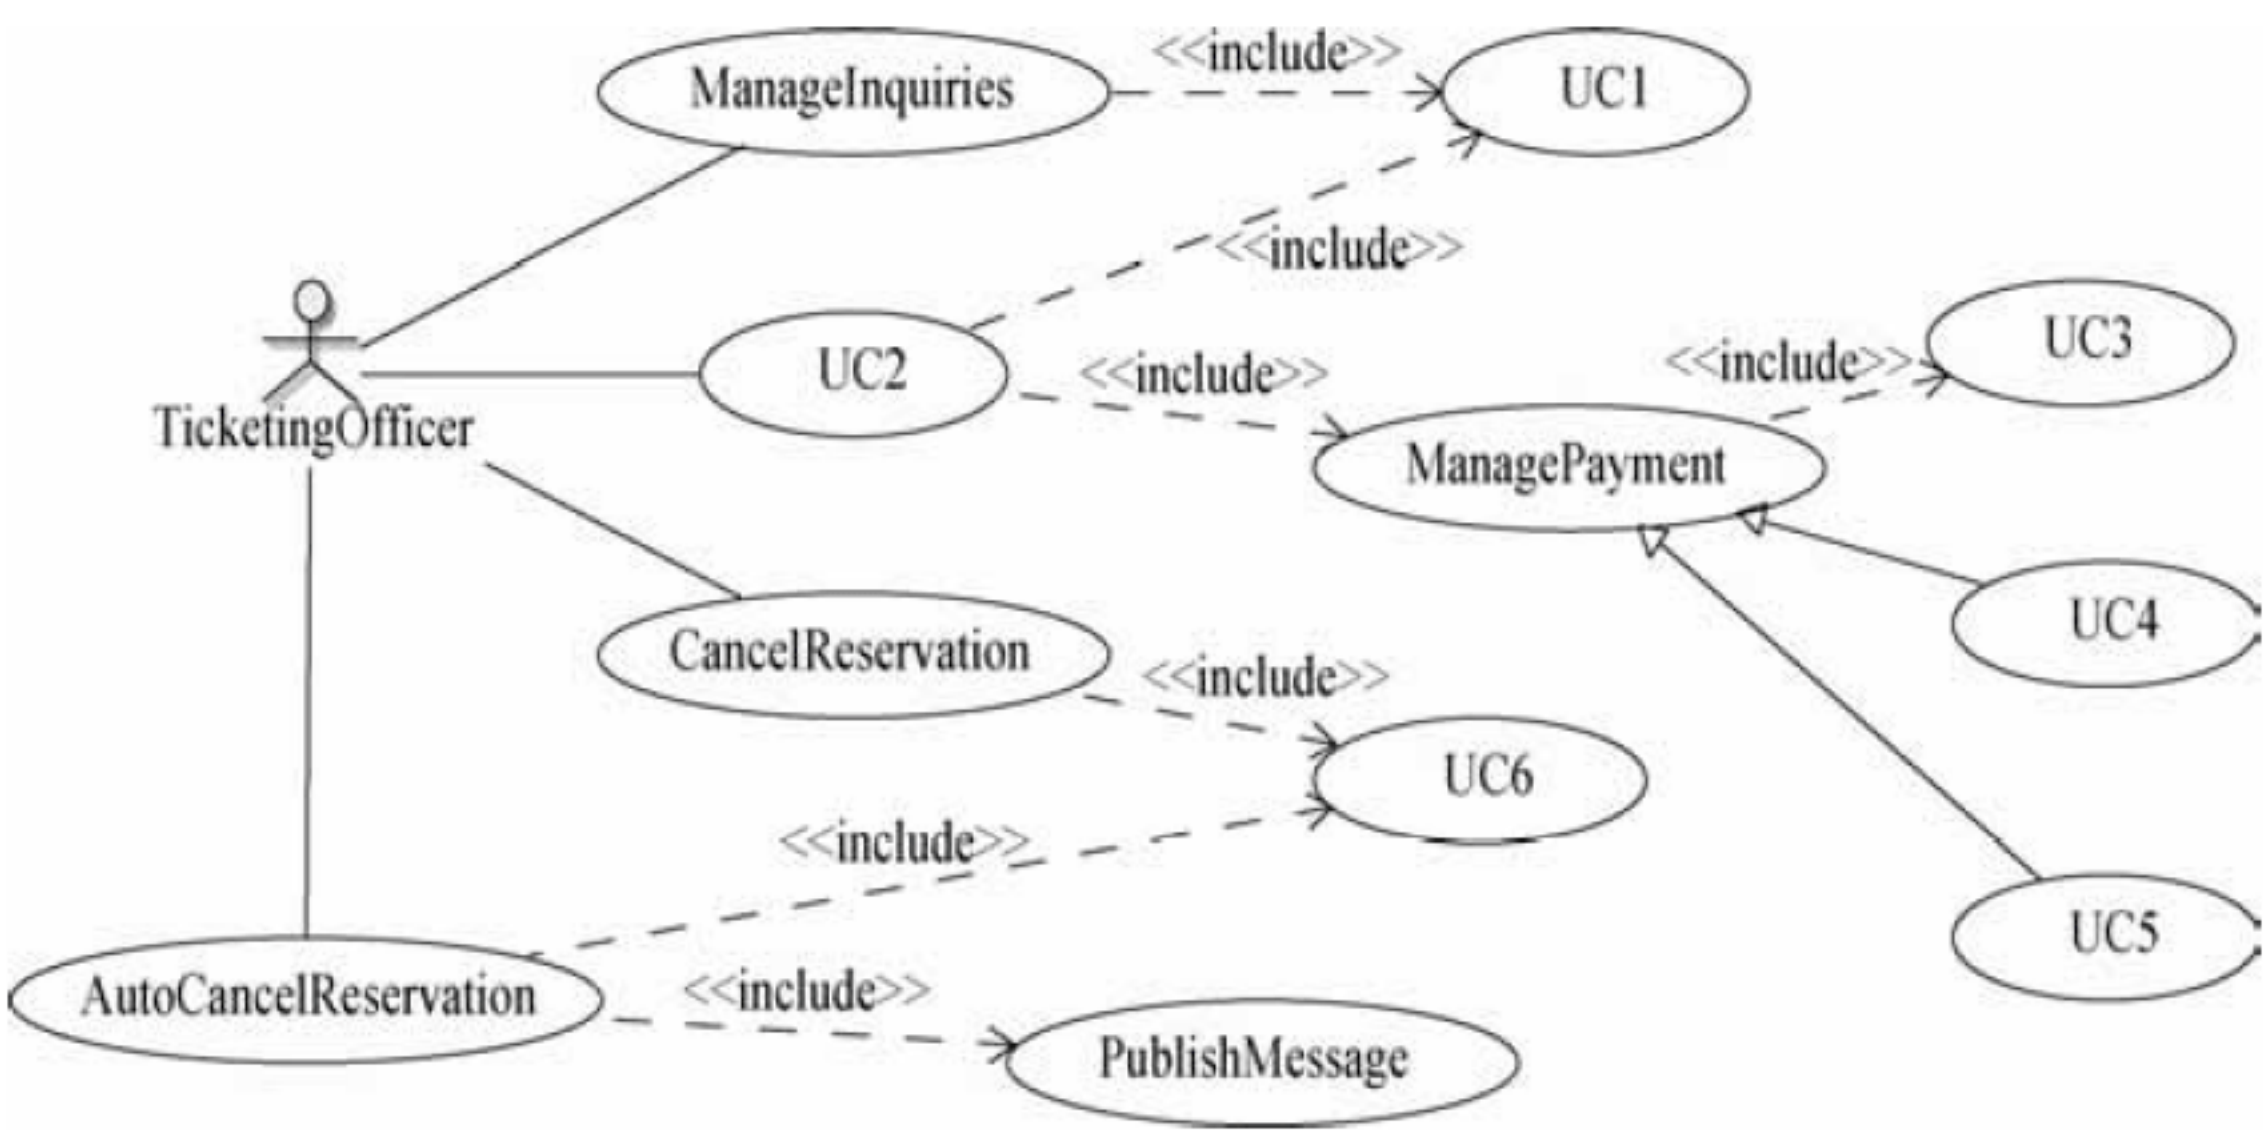 ManageInquiries
<<include>>
UC1
<<include>>
UC2
<<include>>
<<include>>
UC3
TicketingOfficer
ManagePayment
UC4
CancelReservation
<<include>>
UC6
<<include>>
UC5
AutoCancelReservation
<<include>>
PublishMessage